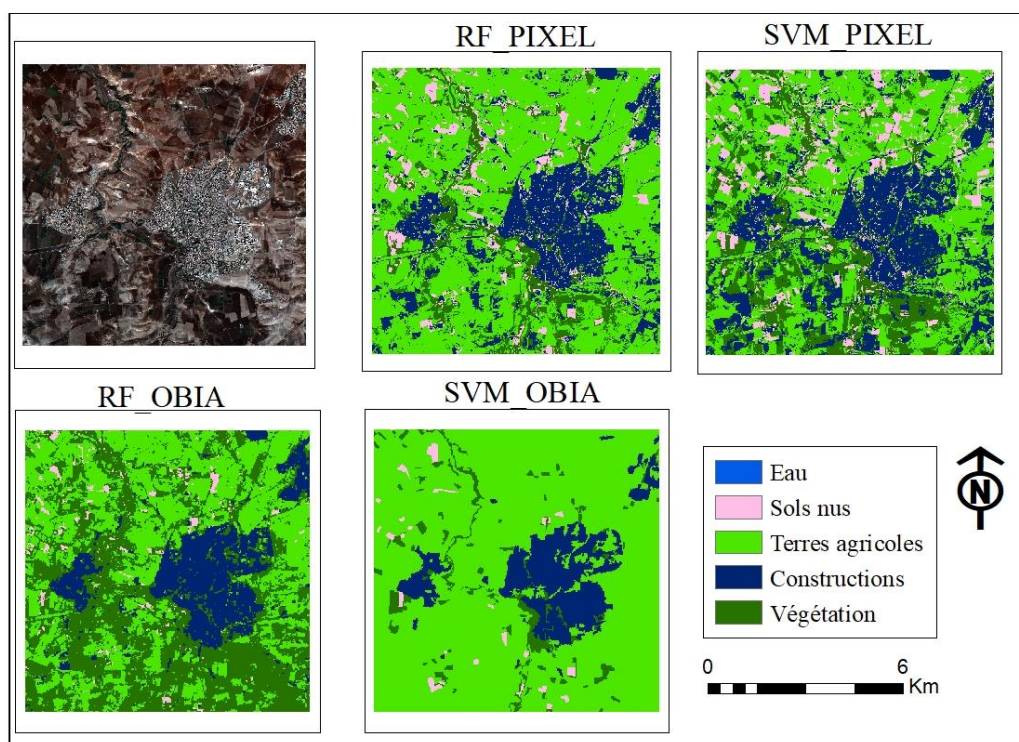 RF_PIXEL
SVM_PIXEL
RF_OBIA
SVM_OBIA
Eau
Sols nus
Terres agricoles
Constructions
Végétation
N
0 6
Km